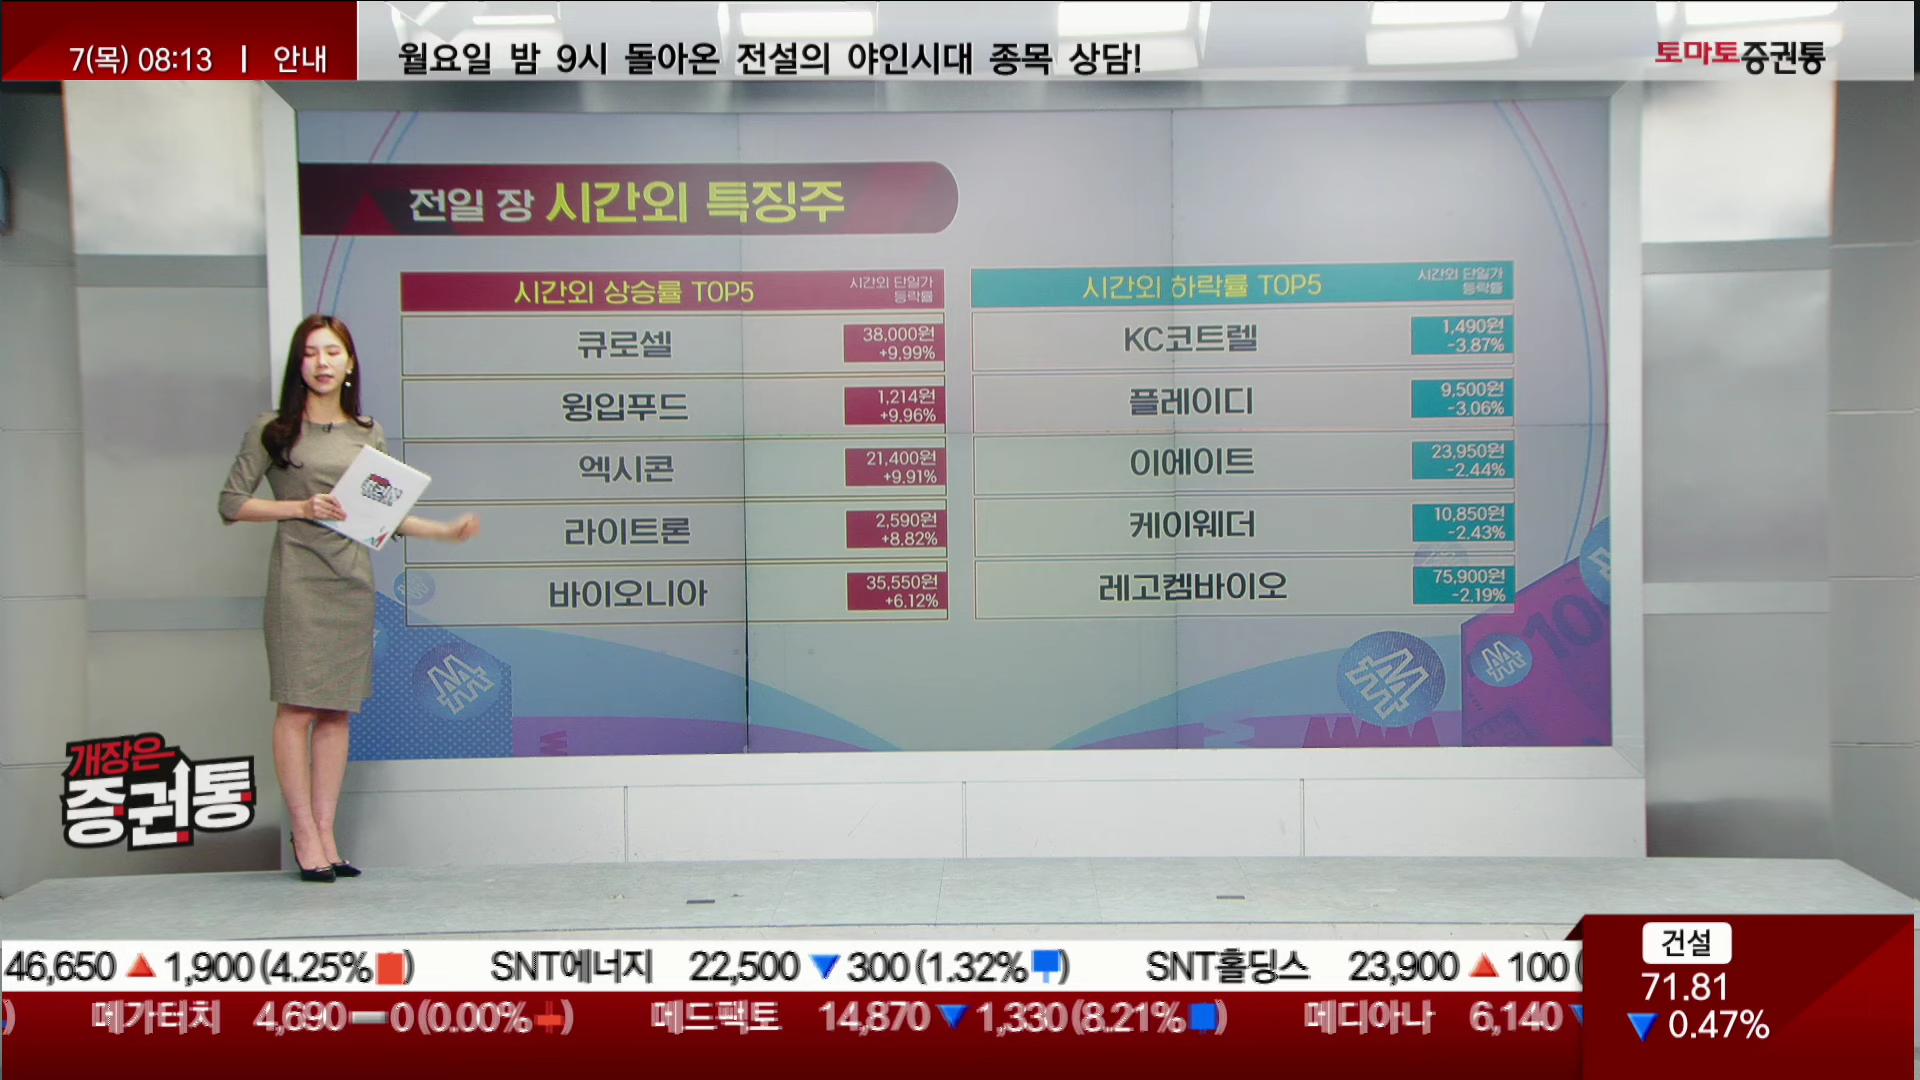 7(목) 08:13 | 안내
월요일 밤 9시 돌아온 전설의 야인시대 종목 상담!
토마토증권통
전일 장 시간외 특징주
시간외 상승률 TOP5
시간외 단일가
등락률
큐로셀
38,000원
+9.99%
윙입푸드
1,214원
+9.96%
엑시콘
21,400원
+9.91%
라이트론
2,590원
+8.82%
바이오니아
35,550원
+6.12%
시간외 하락률 TOP5
시간외 단일가
등락률
KC코트렐
1,490원
-3.87%
플레이디
9,500원
-3.06%
이에이트
23,950원
-2.44%
케이웨더
10,850원
-2.43%
레고켐바이오
75,900원
-2.19%
개장은
증권통
46,650 ▲ 1,900 (4.25%) SNT에너지 22,500 ▼ 300 (1.32%) SNT홀딩스 23,900 ▲ 100 (
) 메가터치 4,690 0 (0.00%) 메드팩토 14,870 ▼ 1,330 (8.21%) 메디아나 6,140
건설
71.81
▼ 0.47%